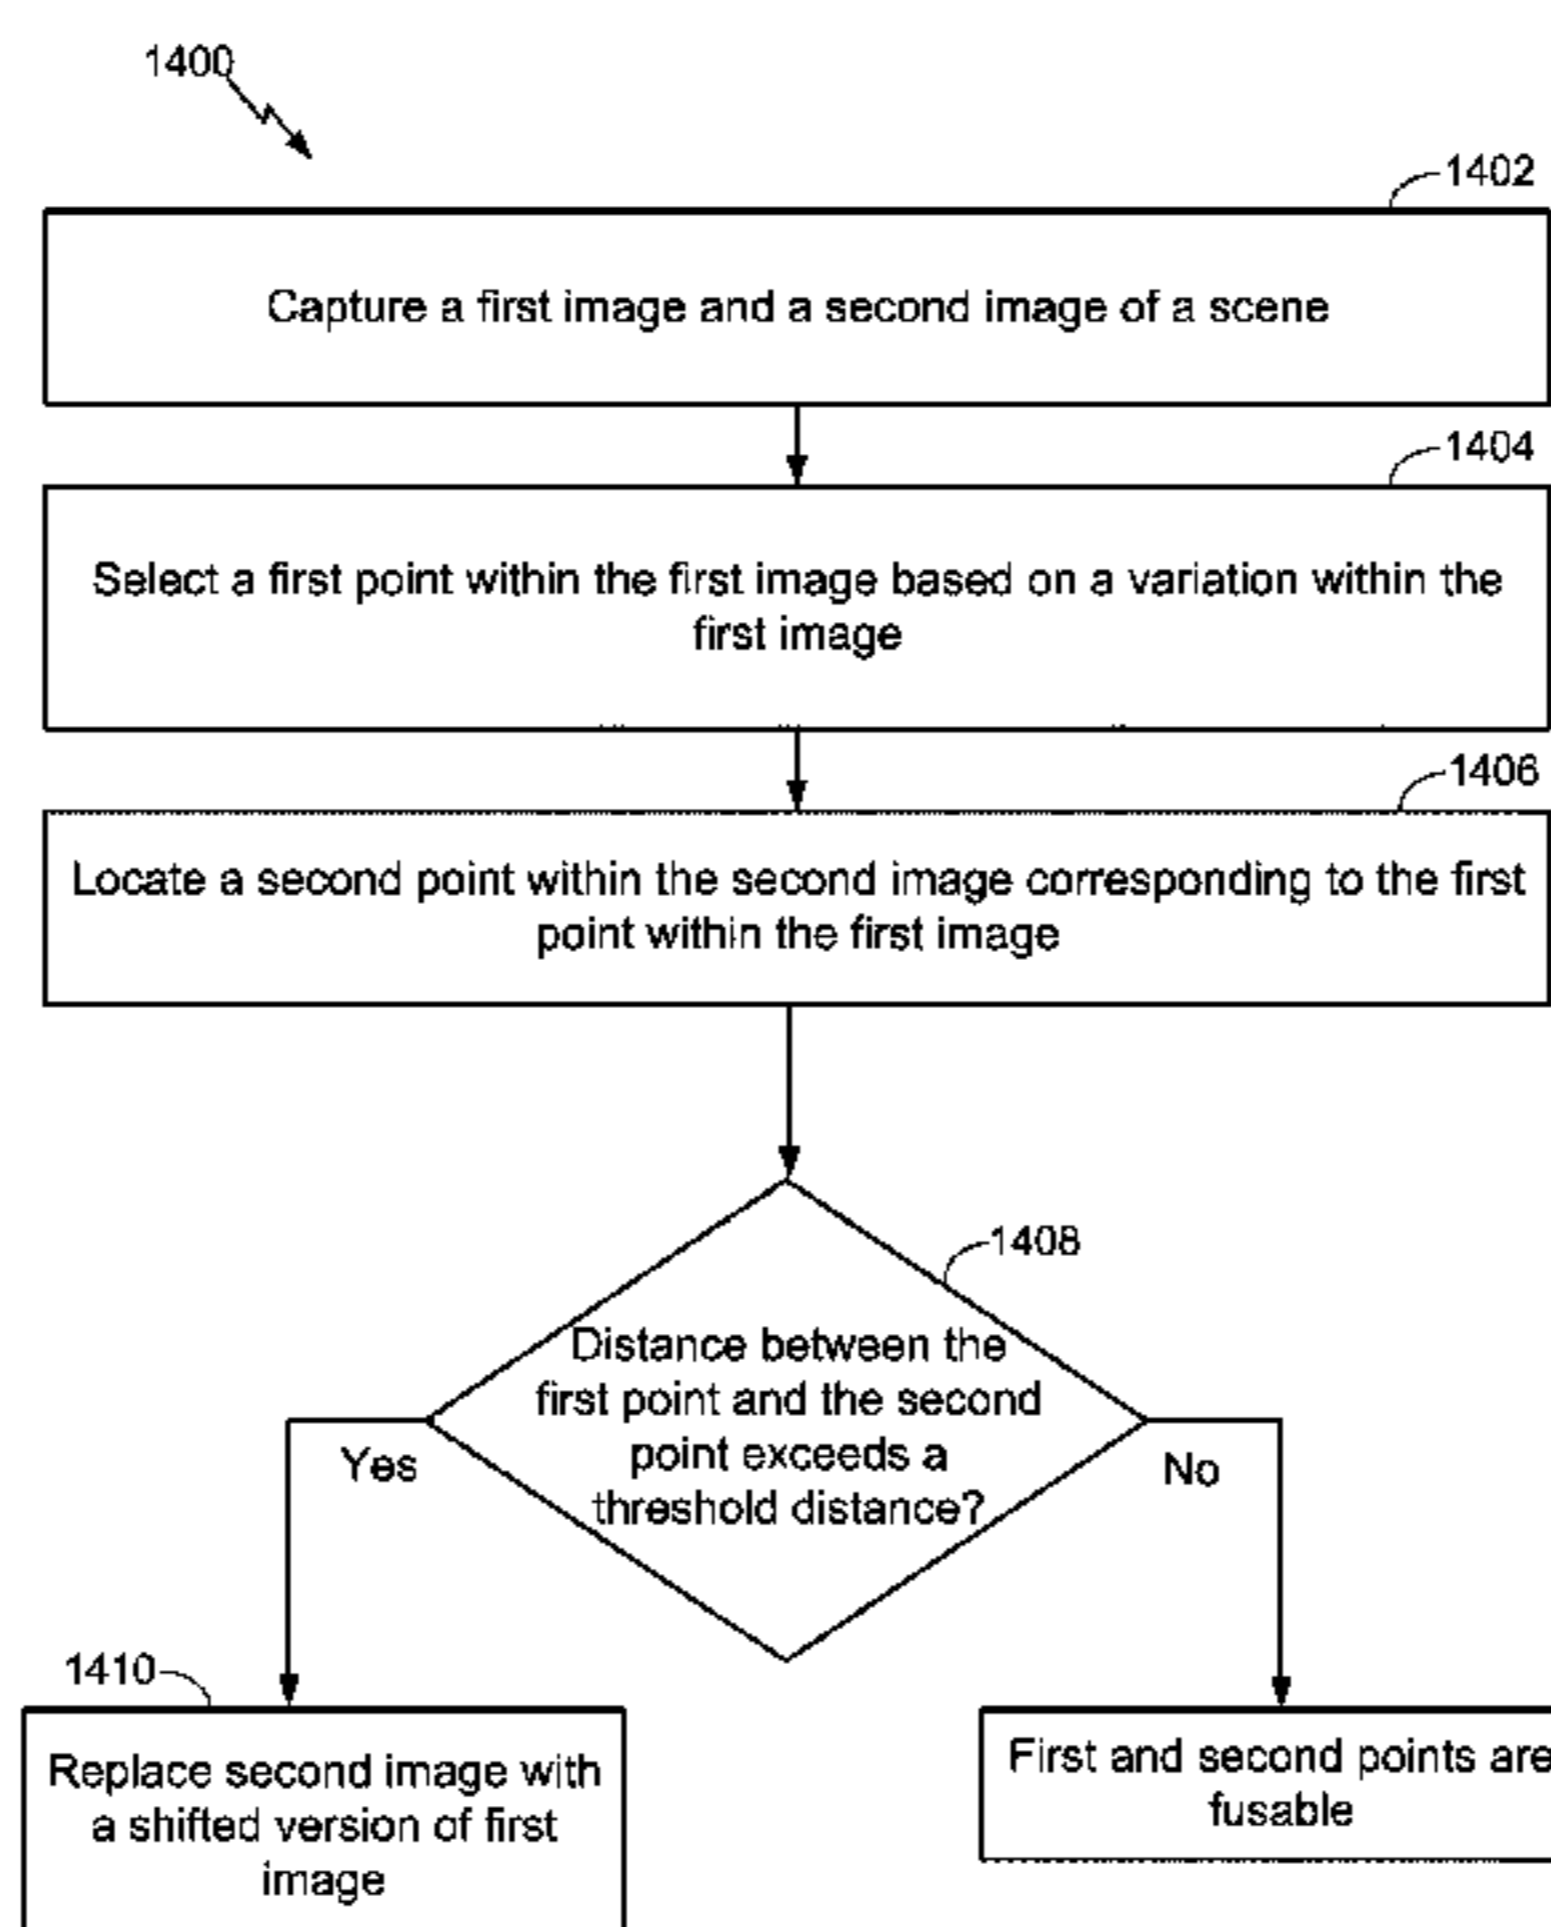 1400
1402
Capture a first image and a second image of a scene
1404
Select a first point within the first image based on a variation within the
first image
1406
Locate a second point within the second image corresponding to the first
point within the first image
1408
Distance between the
first point and the second
point exceeds a
threshold distance?
Yes
No
1410
Replace second image with
a shifted version of first
image
First and second points are
fusable